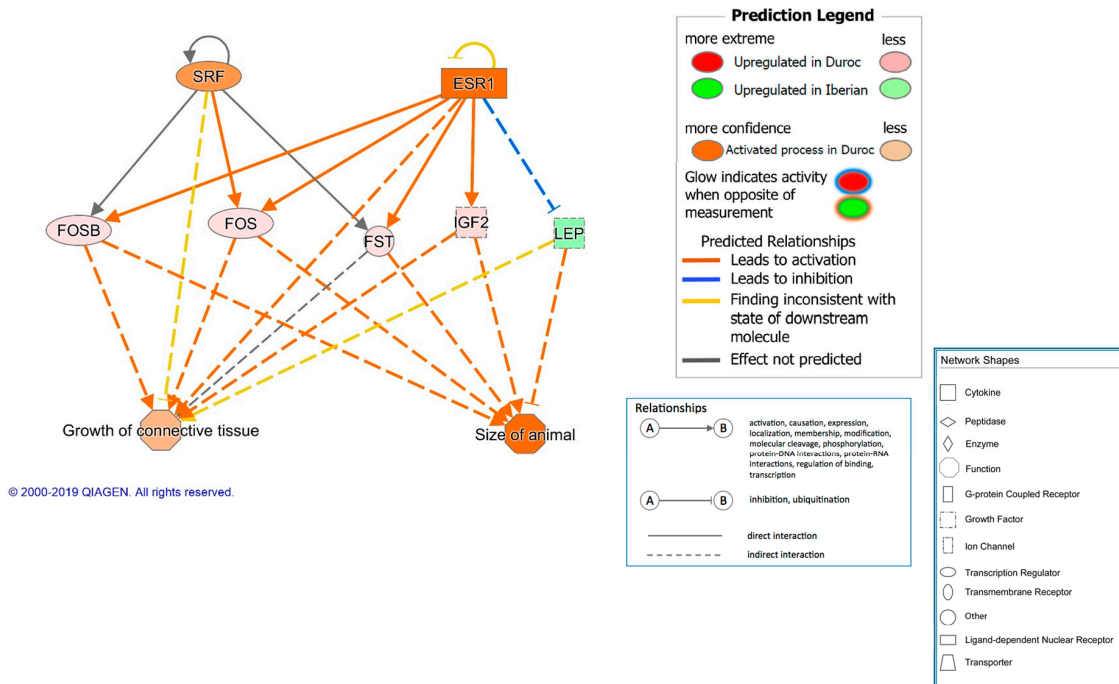 SRF
ESR1
FOSB
FOS
FST
IGF2
LEP
Growth of connective tissue
Size of animal
© 2000-2019 QIAGEN. All rights reserved.
Prediction Legend
more extreme
less
Upregulated in Duroc
Upregulated in Iberian
more confidence
less
Activated process in Duroc
Glow indicates activity
when opposite of
measurement
Predicted Relationships
Leads to activation
Leads to inhibition
Finding inconsistent with
state of downstream
molecule
Effect not predicted
Relationships
A
B
activation, causation, expression,
localization, membership, modification,
molecular cleavage, phosphorylation,
protein-DNA interactions, protein-RNA
interactions, regulation of binding,
transcription
A
B
inhibition, ubiquitination
direct interaction
indirect interaction
Network Shapes
Cytokine
Peptidase
Enzyme
Function
G-protein Coupled Receptor
Growth Factor
Ion Channel
Transcription Regulator
Transmembrane Receptor
Other
Ligand-dependent Nuclear Receptor
Transporter